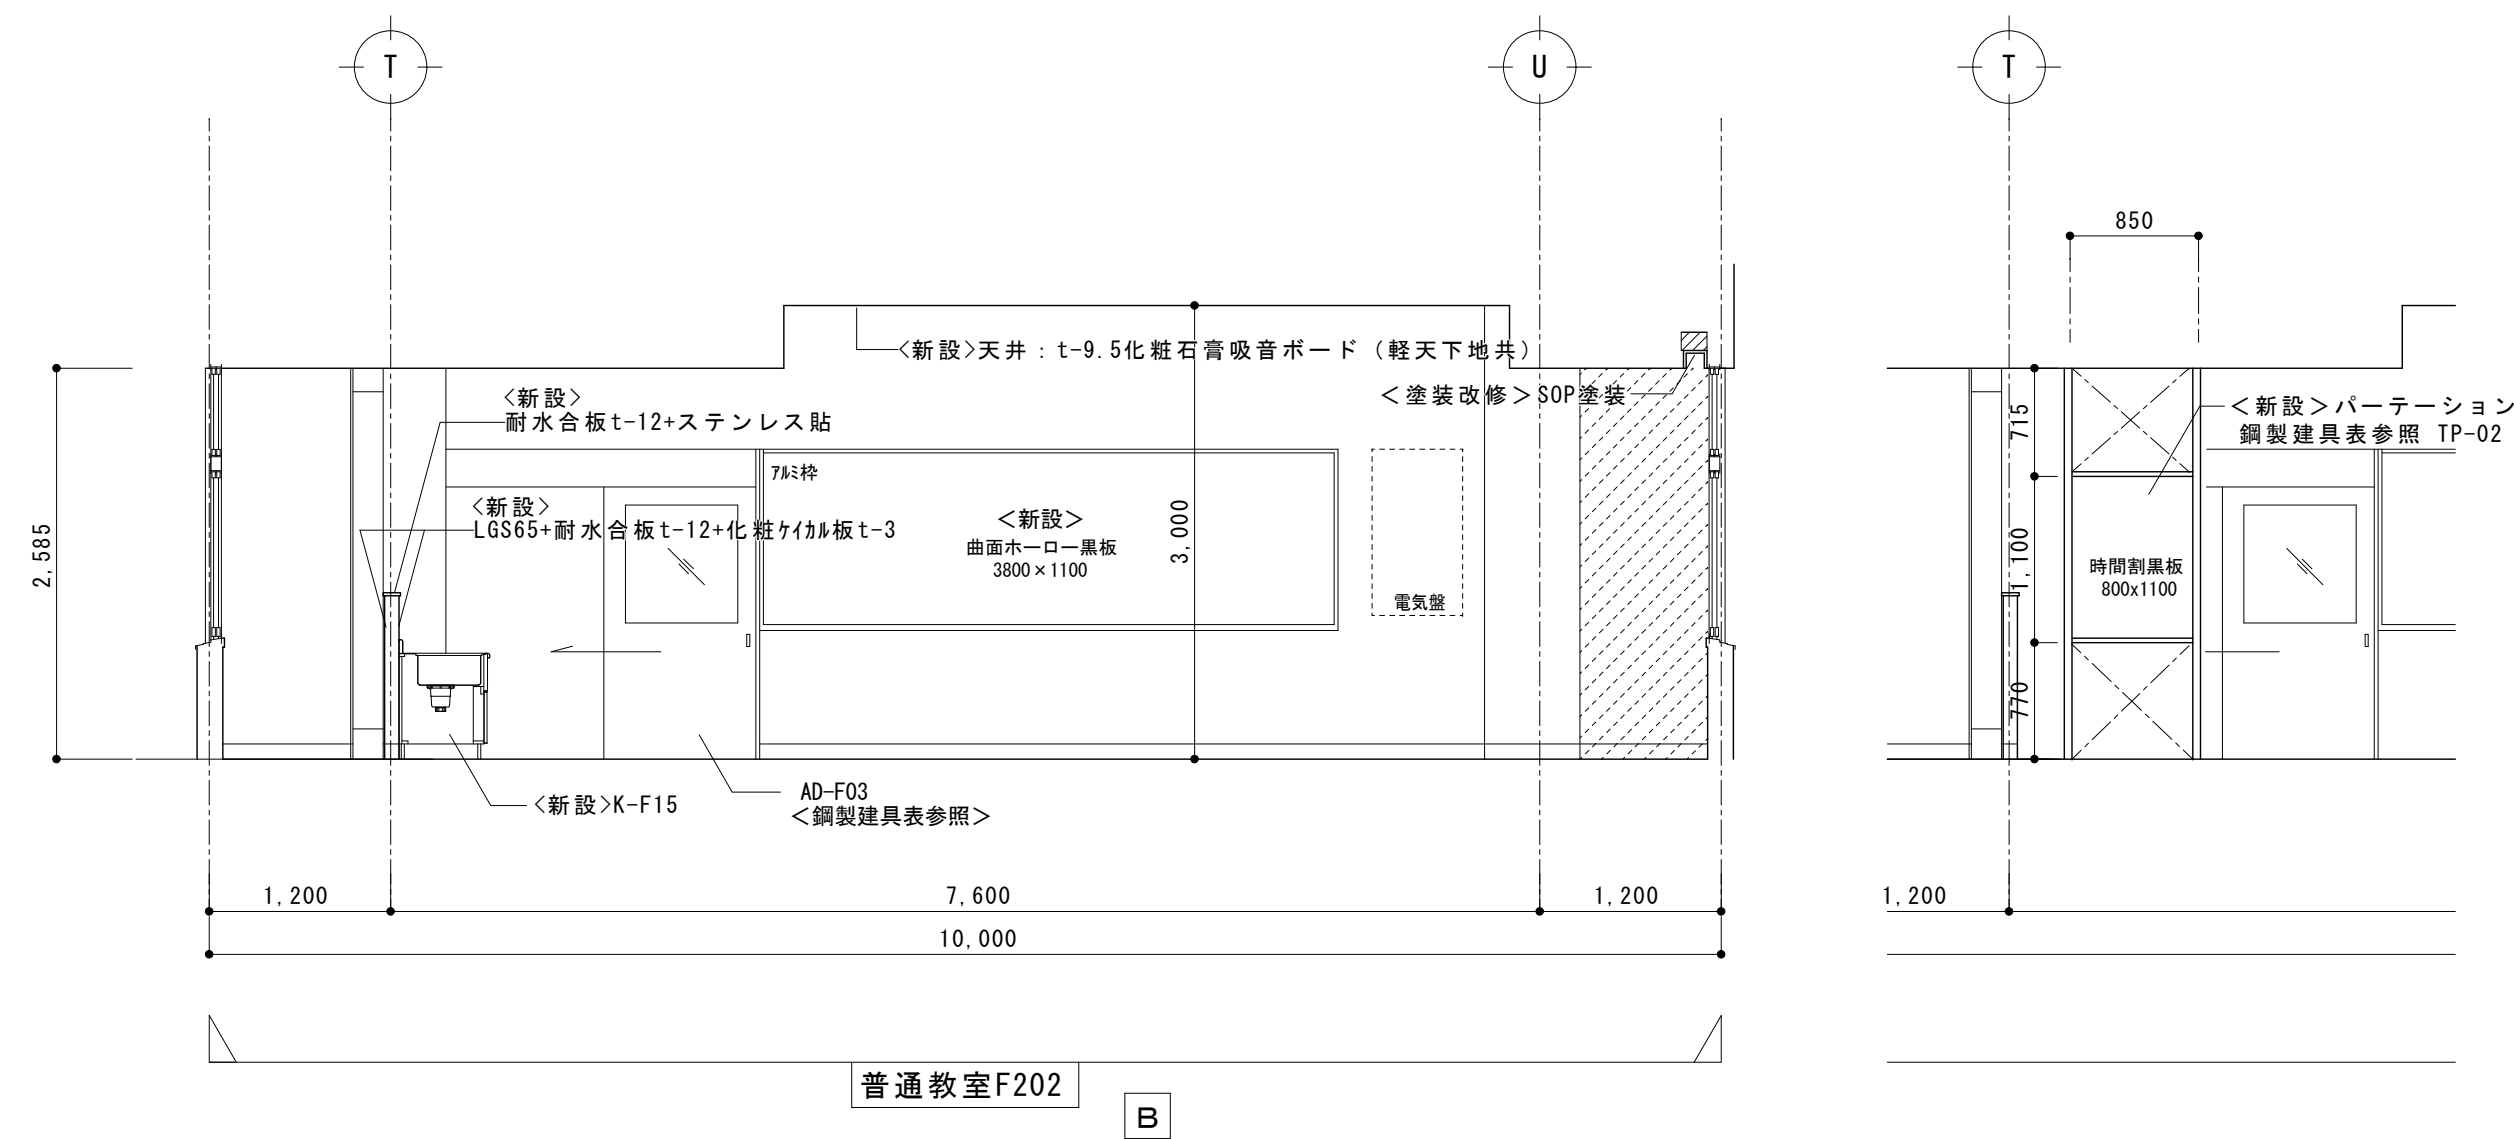 T
U
T
850
<新設>天井：t-9.5化粧石膏吸音ボード（軽天下地共）
<塗装改修>SOP塗装
<新設>
耐水合板t-12+ステンレス貼
<新設>パーテーション
鋼製建具表参照 TP-02
715
ｱﾙﾐ枠
<新設>
LGS65+耐水合板t-12+化粧ｹｲｶﾙ板t-3
<新設>
曲面ホーロー黒板
3800×1100
3,000
2,585
1,100
時間割黒板
800x1100
電気盤
770
<新設>K-F15
AD-F03
<鋼製建具表参照>
1,200
7,600
1,200
1,200
10,000
普通教室F202
B